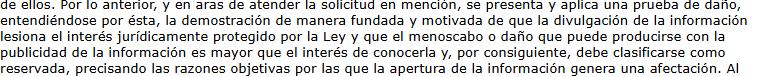 de ellos. Por lo anterior, y en aras de atender la solicitud en mención, se presenta y aplica una prueba de daño,
entendiéndose por ésta, la demostración de manera fundada y motivada de que la divulgación de la información
lesiona el interés jurídicamente protegido por la Ley y que el menoscabo o daño que puede producirse con la
publicidad de la información es mayor que el interés de conocerla y, por consiguiente, debe clasificarse como
reservada, precisando las razones objetivas por las que la apertura de la información genera una afectación. Al